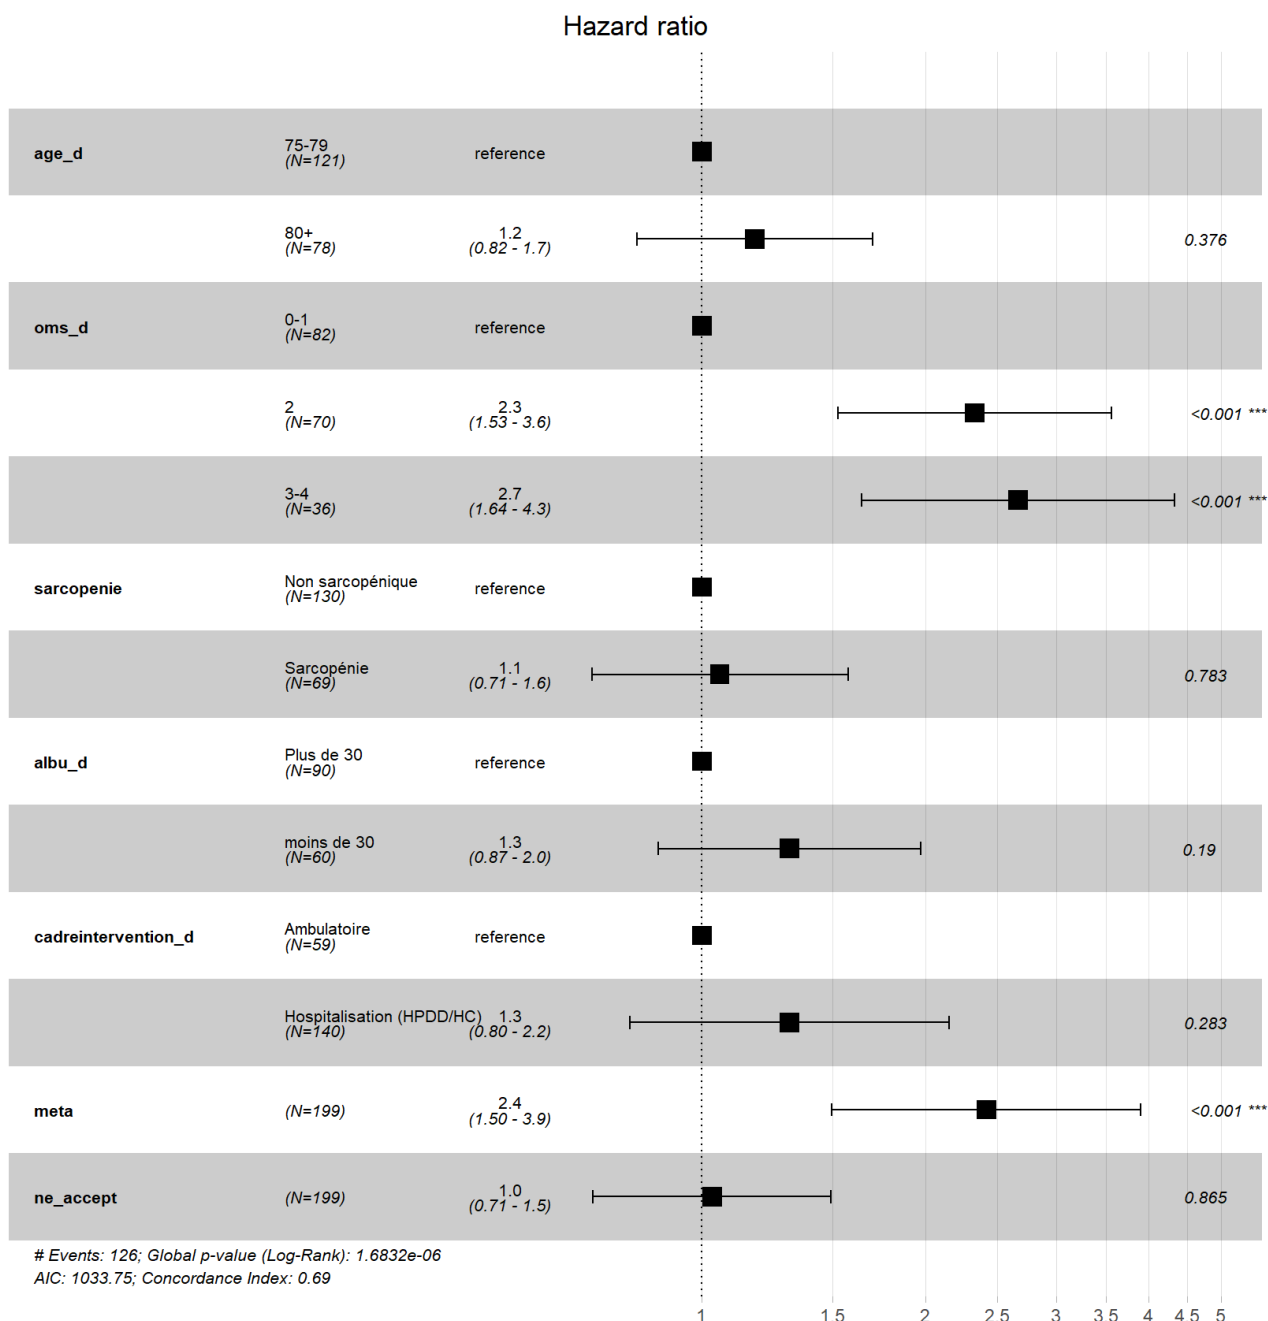 Hazard ratio
age_d 75-79 reference
(N=121)
80+ 1.2 0.376
(N=78) (0.82 - 1.7)
oms_d 0-1 reference
(N=82)
2 2.3 <0.001 ***
(N=70) (1.53 - 3.6)
3-4 2.7 <0.001 ***
(N=36) (1.64 - 4.3)
sarcopenie Non sarcopénique reference
(N=130)
Sarcopénie 1.1 0.783
(N=69) (0.71 - 1.6)
albu_d Plus de 30 reference
(N=90)
moins de 30 1.3 0.19
(N=60) (0.87 - 2.0)
cadreintervention_d Ambulatoire reference
(N=59)
Hospitalisation (HPDD/HC) 1.3 0.283
(N=140) (0.80 - 2.2)
meta (N=199) 2.4 <0.001 ***
(1.50 - 3.9)
ne_accept (N=199) 1.0 0.865
(0.71 - 1.5)
# Events: 126; Global p-value (Log-Rank): 1.6832e-06
AIC: 1033.75; Concordance Index: 0.69
1 1.5 2 2.5 3 3.5 4 4.5 5